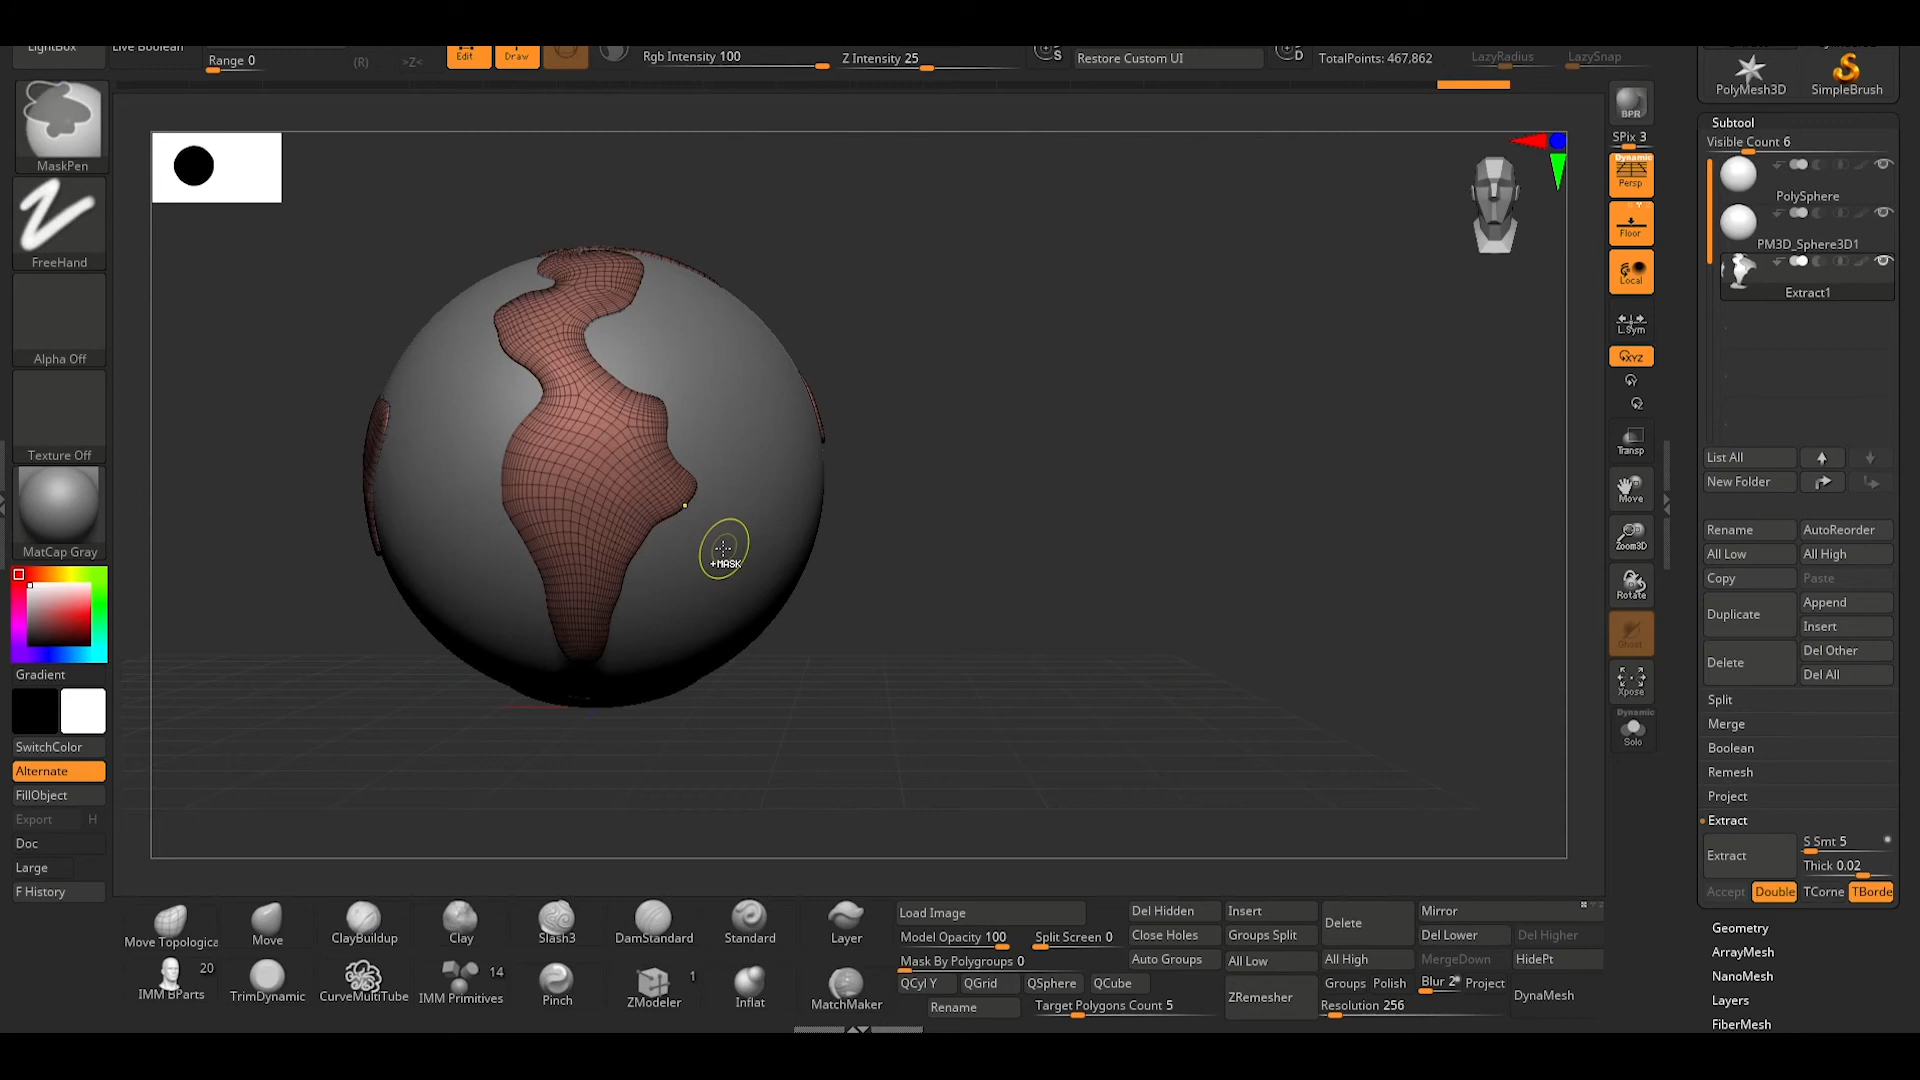 LightBox
Live Boolean
Range 0
(R)
>Z<
Edit
Draw
Rgb Intensity 100
Z Intensity 25
S
Restore Custom UI
D
TotalPoints: 467,862
LazyRadius
LazySnap
PolyMesh3D
SimpleBrush
MaskPen
FreeHand
Alpha Off
Texture Off
MatCap Gray
Gradient
SwitchColor
Alternate
FillObject
Export
H
Doc
Large
F History
+MASK
BPR
SPix 3
Dynamic
Persp
Floor
Local
L.Sym
XYZ
Y
Z
Transp
Move
Zoom3D
Rotate
Ghost
Xpose
Dynamic
Solo
Subtool
Visible Count 6
PolySphere
PM3D_Sphere3D1
Extract1
List All
New Folder
Rename
AutoReorder
All Low
All High
Copy
Paste
Duplicate
Append
Insert
Delete
Del Other
Del All
Split
Merge
Boolean
Remesh
Project
Extract
Extract
S Smt 5
Thick 0.02
Accept
Double
TCorne
TBorde
Geometry
ArrayMesh
NanoMesh
Layers
FiberMesh
Move Topologica
Move
ClayBuildup
Clay
Slash3
DamStandard
Standard
Layer
20
IMM BParts
TrimDynamic
CurveMultiTube
14
IMM Primitives
Pinch
1
ZModeler
Inflat
MatchMaker
Load Image
Model Opacity 100
Split Screen 0
Mask By Polygroups 0
QCyl Y
QGrid
QSphere
QCube
Rename
Target Polygons Count 5
Del Hidden
Insert
Delete
Mirror
Close Holes
Groups Split
Del Lower
Del Higher
Auto Groups
All Low
All High
MergeDown
HidePt
ZRemesher
Groups
Polish
Blur 2
Project
Resolution 256
DynaMesh